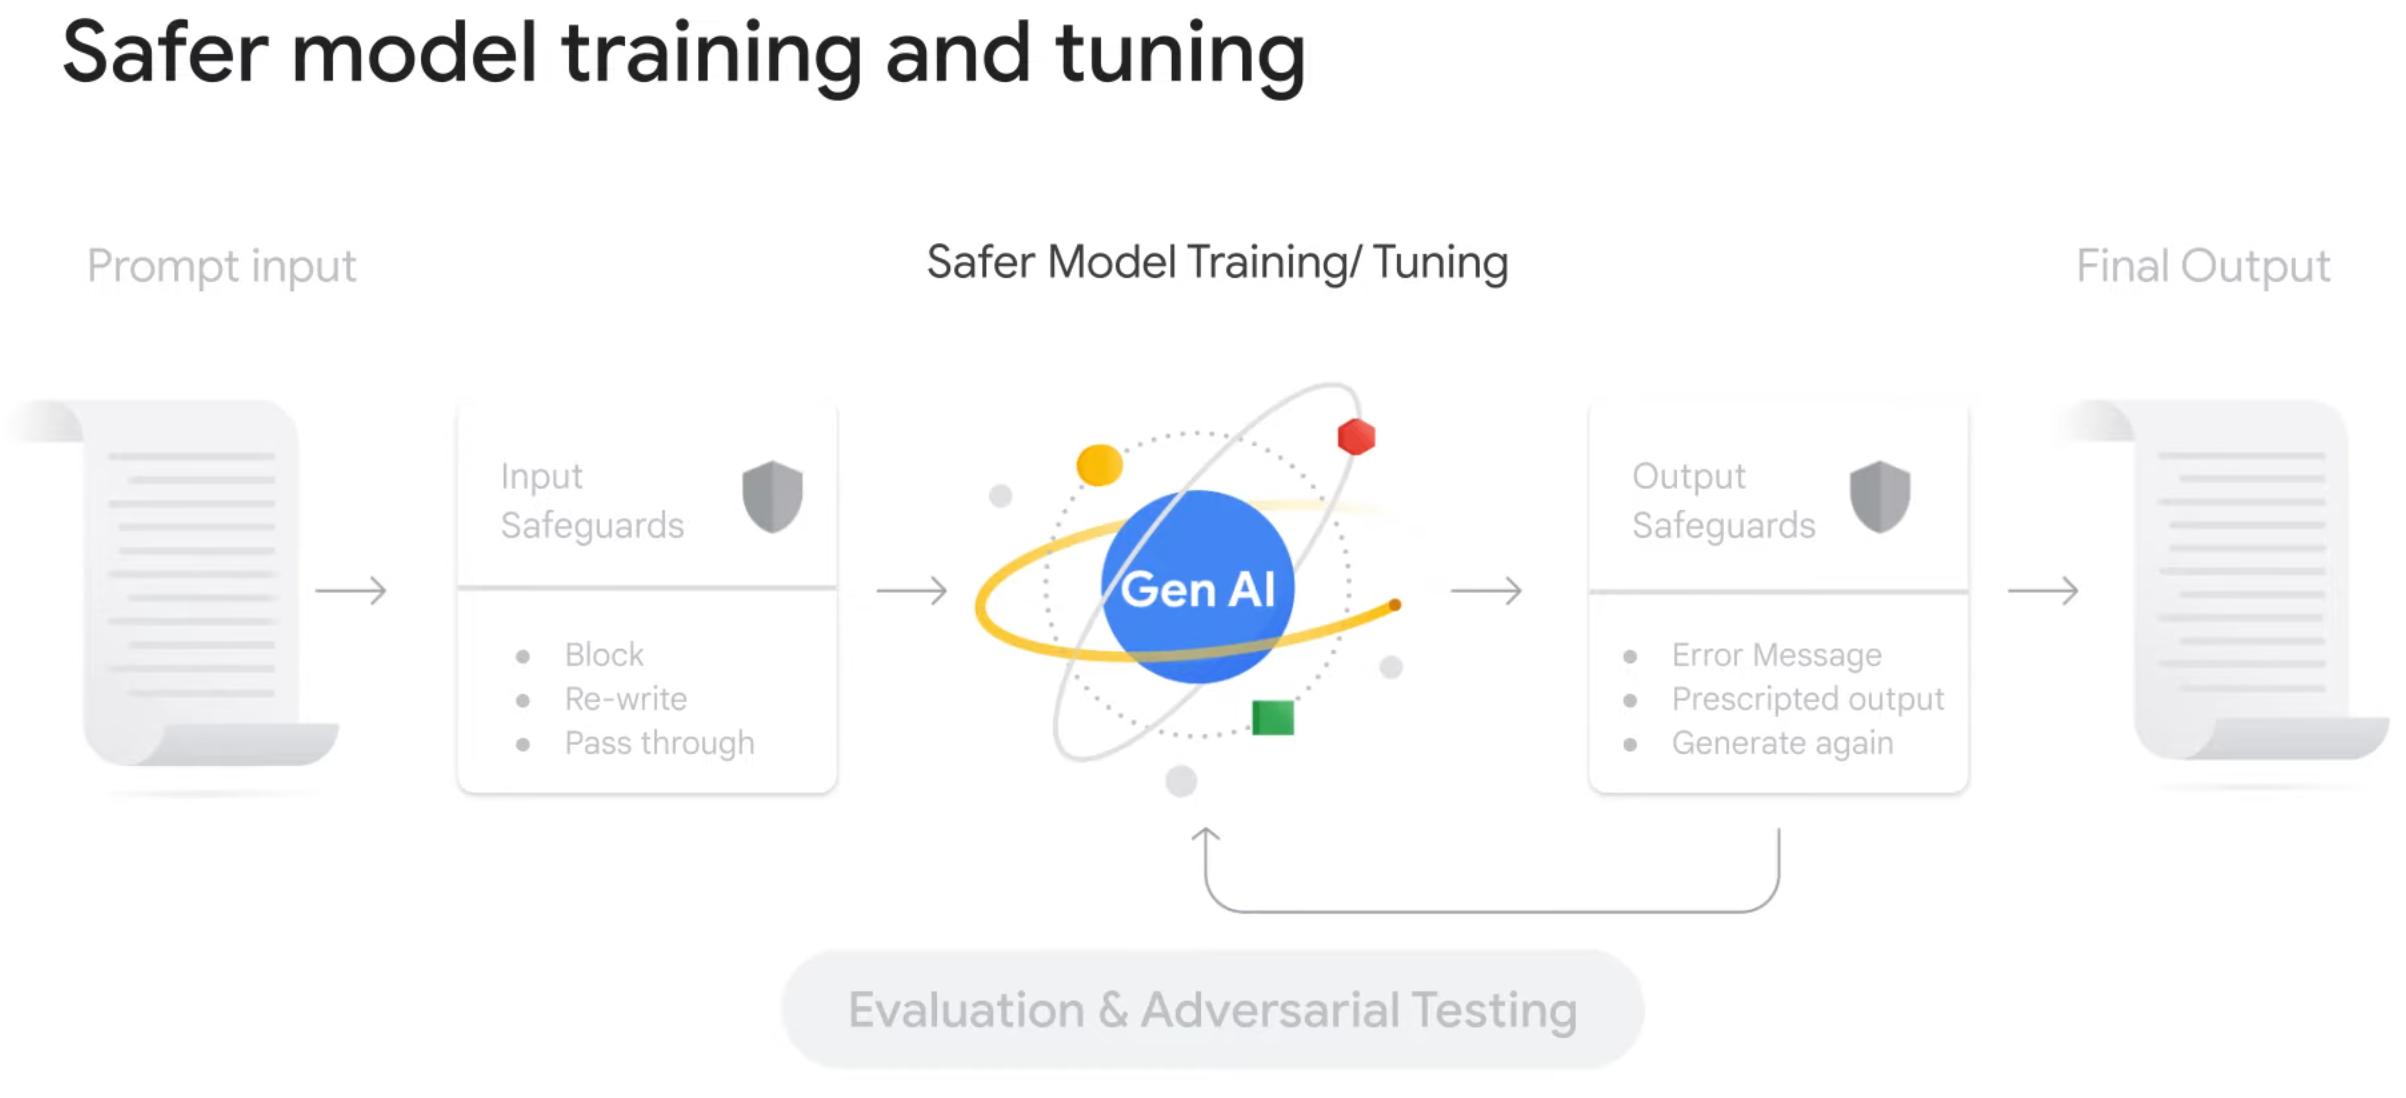 Safer model training and tuning
Prompt input
Safer Model Training/ Tuning
Final Output
Input
Safeguards
Block
Re-write
Pass through
Gen AI
Output
Safeguards
Error Message
Prescripted output
Generate again
Evaluation & Adversarial Testing